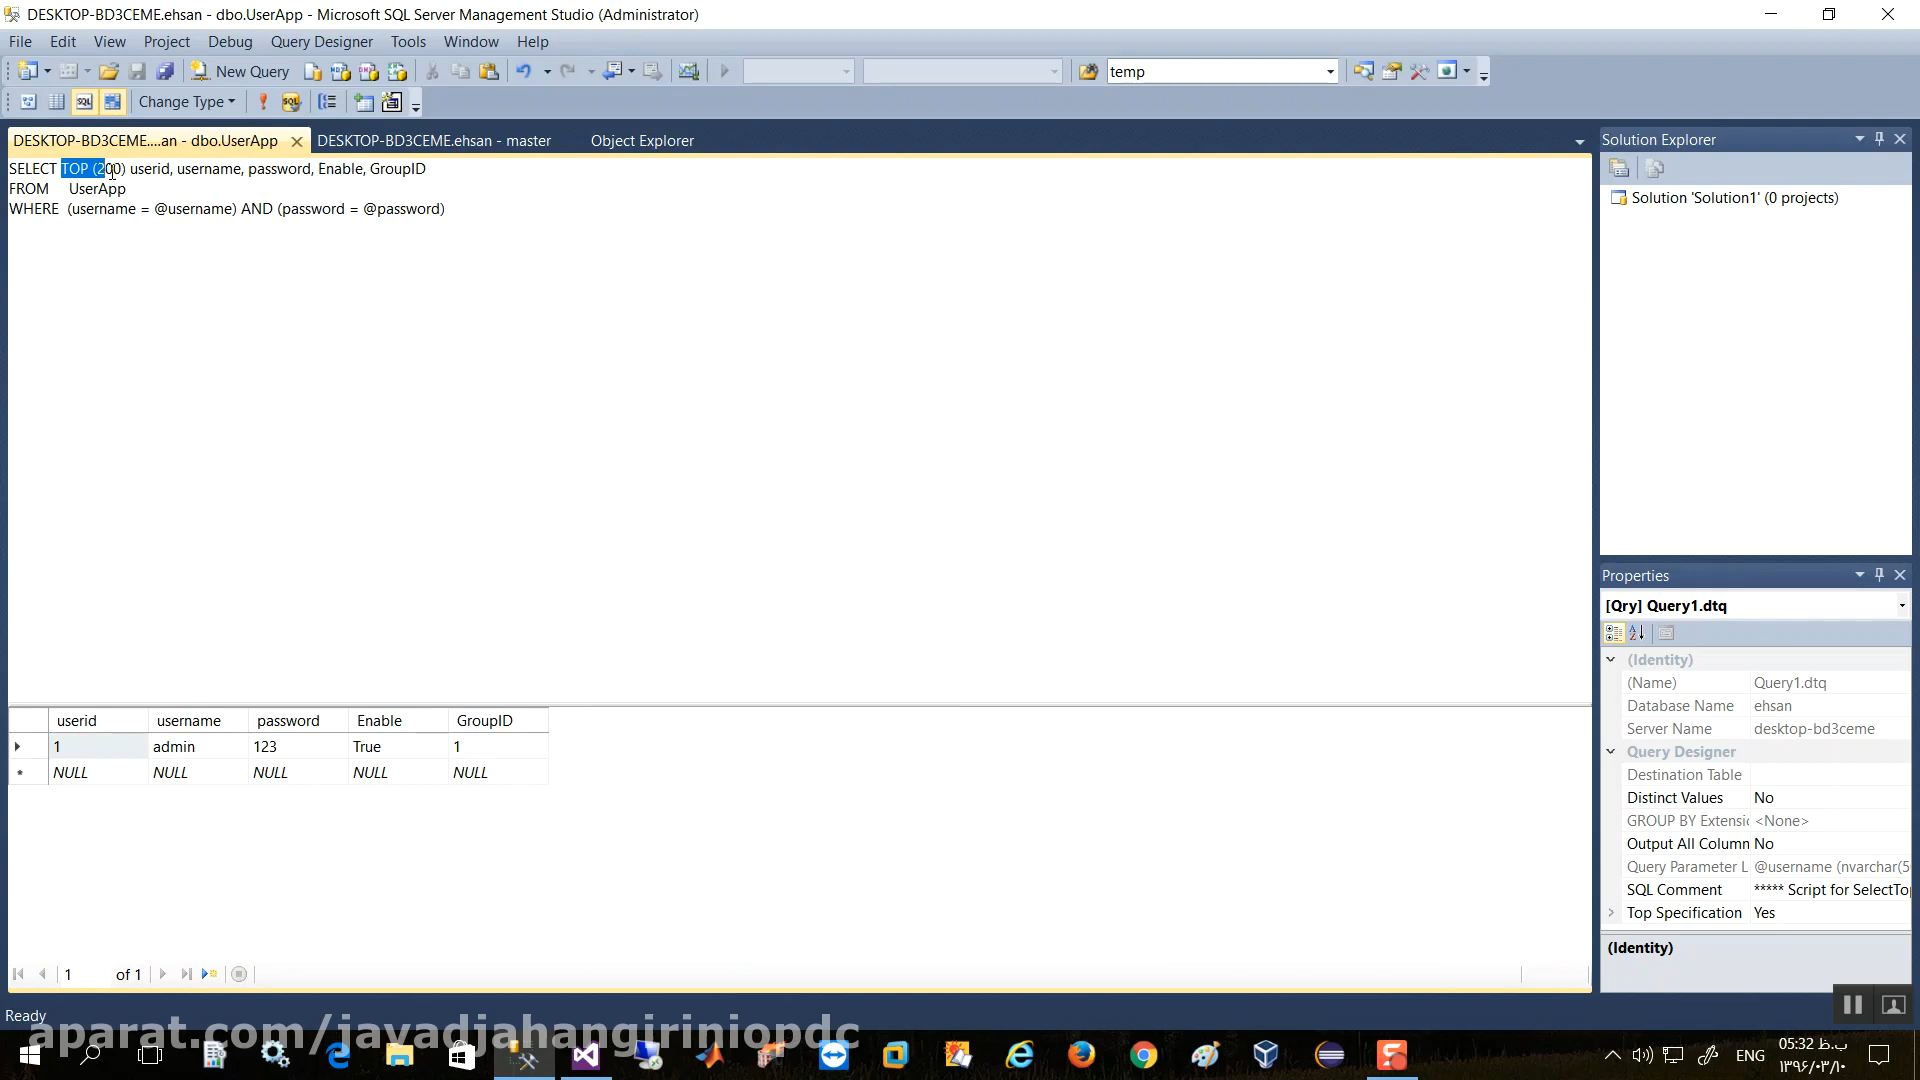 DESKTOP-BD3CEME.ehsan - dbo.UserApp - Microsoft SQL Server Management Studio (Administrator)
File Edit View Project Debug Query Designer Tools Window Help
New Query temp
SQL Change Type SQL
DESKTOP-BD3CEME....an - dbo.UserApp DESKTOP-BD3CEME.ehsan - master Object Explorer
SELECT TOP (200) userid, username, password, Enable, GroupID
FROM UserApp
WHERE (username = @username) AND (password = @password)
Solution Explorer
Solution 'Solution1' (0 projects)
Properties
[Qry] Query1.dtq
(Identity)
(Name) Query1.dtq
Database Name ehsan
Server Name desktop-bd3ceme
Query Designer
Destination Table
Distinct Values No
GROUP BY Extensi <None>
Output All Column No
Query Parameter L @username (nvarchar(5
SQL Comment ***** Script for SelectTo
Top Specification Yes
(Identity)
userid username password Enable GroupID
1 admin 123 True 1
NULL NULL NULL NULL NULL
1 of 1
Ready
aparat.com/javadjahangiriniopdc
ENG
05:32 ب.ظ
۱۳۹۶/۰۳/۱۰